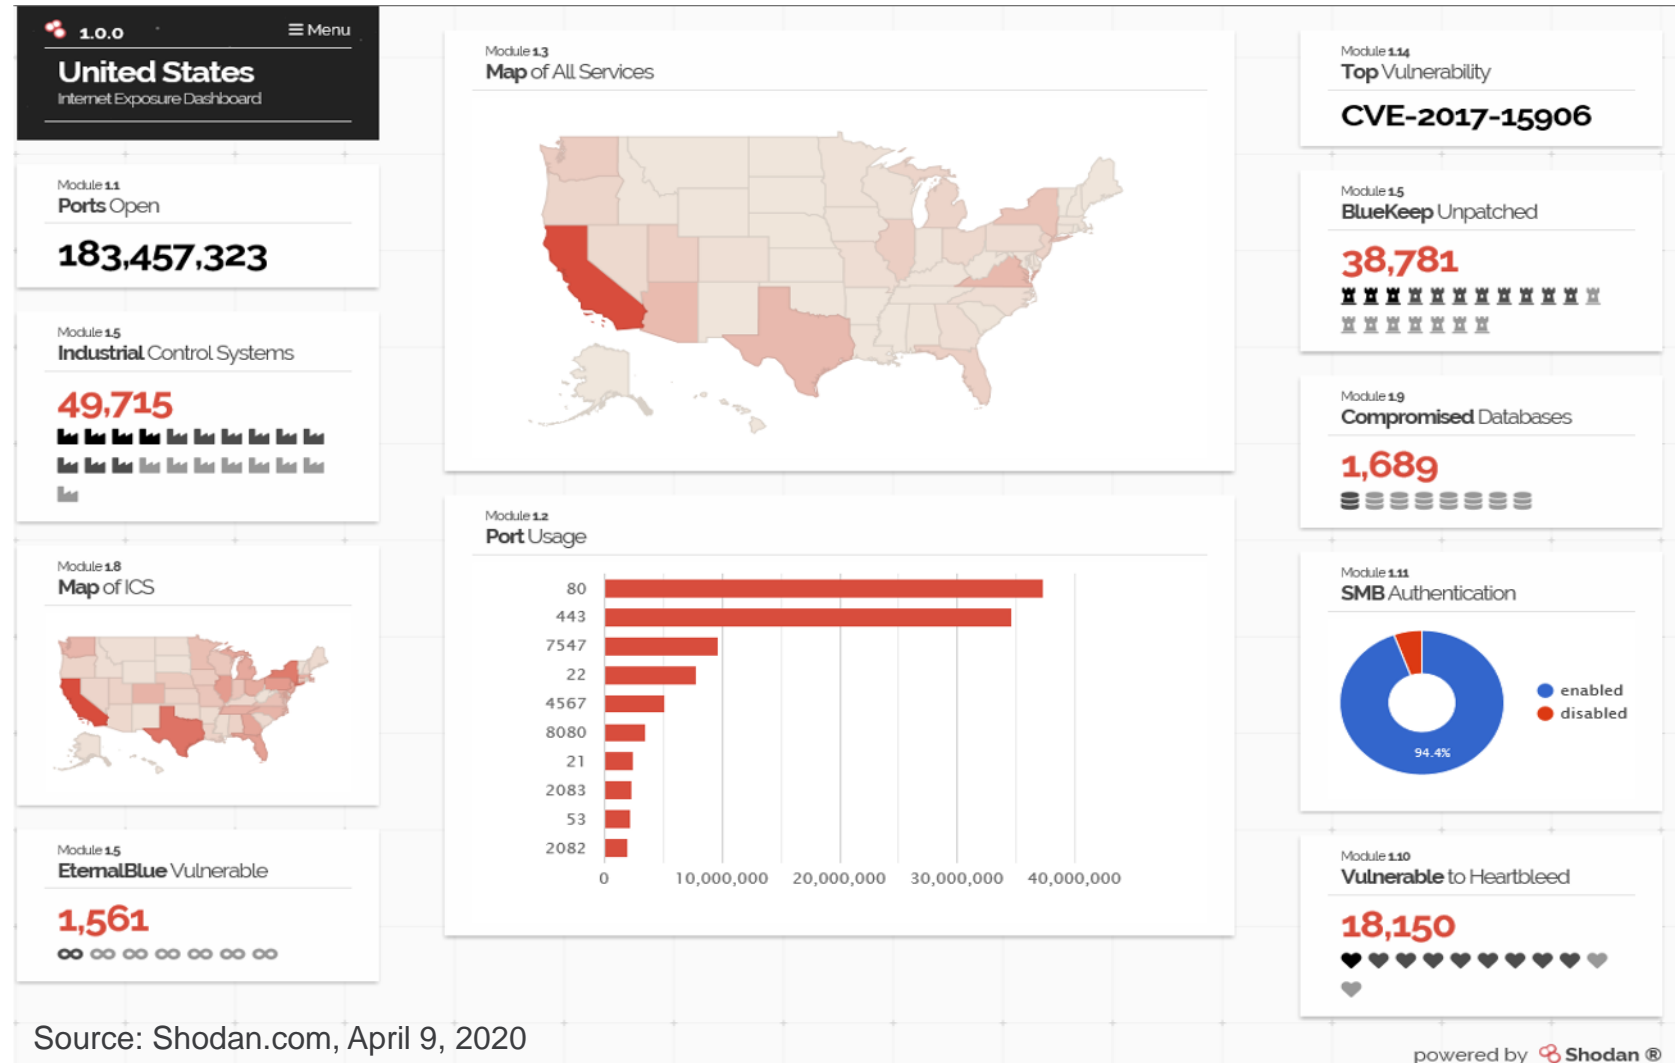 1.0.0
Menu
United States
Internet Exposure Dashboard
Module 1.1
Ports Open
183,457,323
Module 1.5
Industrial Control Systems
49,715
Module 1.8
Map of ICS
Module 1.5
EternalBlue Vulnerable
1,561
Module 1.3
Map of All Services
Module 1.2
Port Usage
80
443
7547
22
4567
8080
21
2083
53
2082
0 10,000,000 20,000,000 30,000,000 40,000,000
Module 1.14
Top Vulnerability
CVE-2017-15906
Module 1.5
BlueKeep Unpatched
38,781
Module 1.9
Compromised Databases
1,689
Module 1.11
SMB Authentication
enabled
disabled
94.4%
Module 1.10
Vulnerable to Heartbleed
18,150
Source: Shodan.com, April 9, 2020
powered by Shodan ®